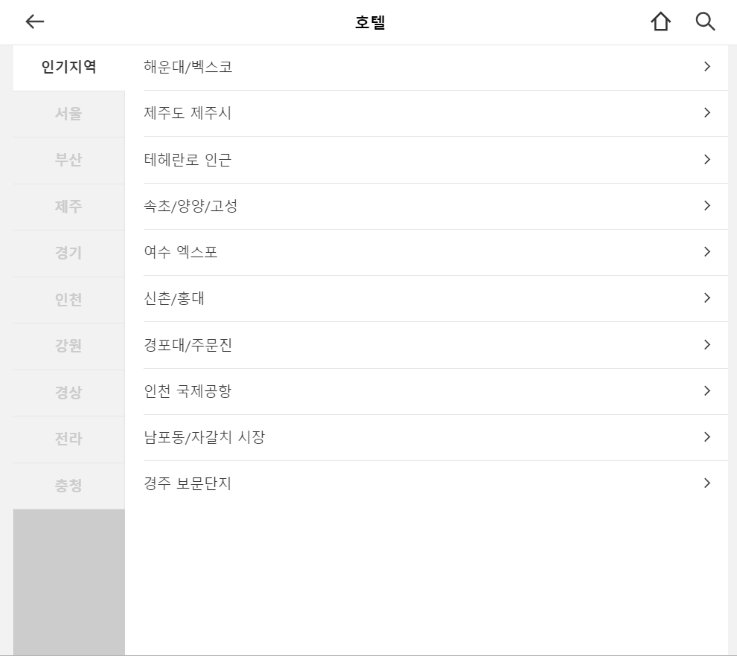 호텔
인기지역
서울
부산
제주
경기
인천
강원
경상
전라
충청
해운대/벡스코
제주도 제주시
테헤란로 인근
속초/양양/고성
여수 엑스포
신촌/홍대
경포대/주문진
인천 국제공항
남포동/자갈치 시장
경주 보문단지